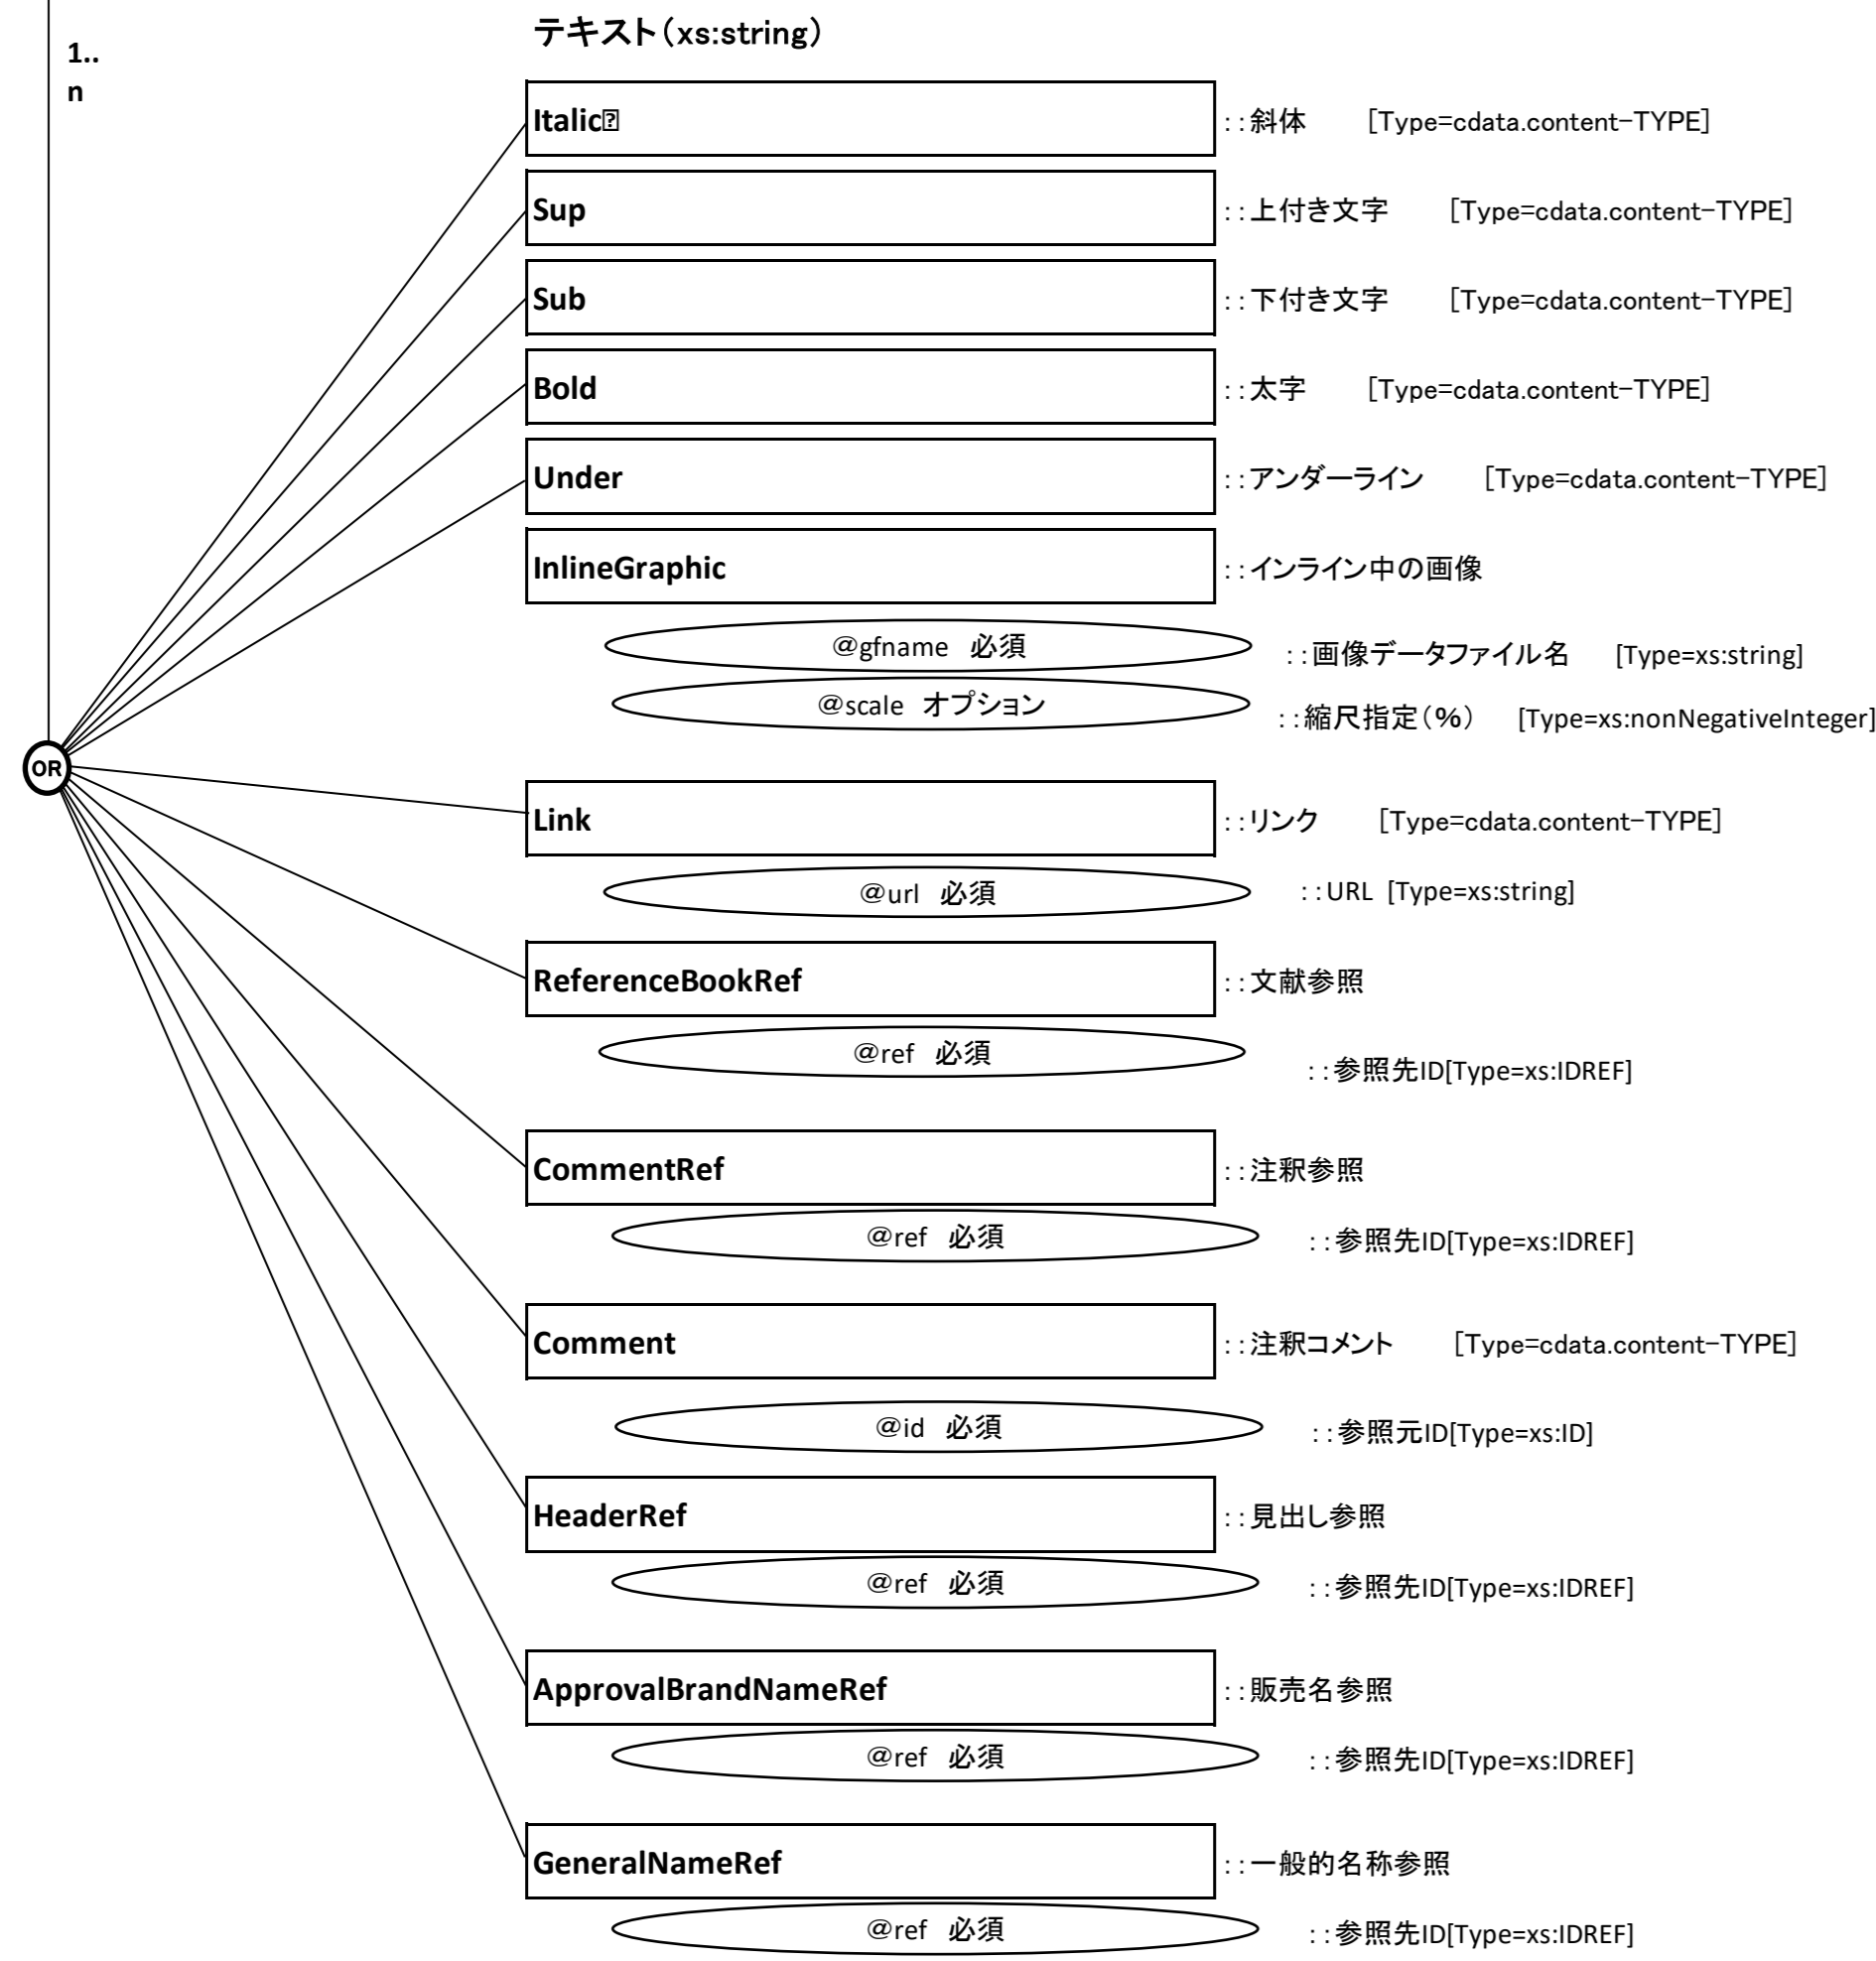 テキスト（xs:string）
1..
n
Italic
::斜体　[Type=cdata.content-TYPE]
Sup
::上付き文字　[Type=cdata.content-TYPE]
Sub
::下付き文字　[Type=cdata.content-TYPE]
Bold
::太字　[Type=cdata.content-TYPE]
Under
::アンダーライン　[Type=cdata.content-TYPE]
InlineGraphic
::インライン中の画像
@gfname 必須
::画像データファイル名　[Type=xs:string]
@scale オプション
::縮尺指定（%）　[Type=xs:nonNegativeInteger]
OR
Link
::リンク　[Type=cdata.content-TYPE]
@url 必須
::URL [Type=xs:string]
ReferenceBookRef
::文献参照
@ref 必須
::参照先ID[Type=xs:IDREF]
CommentRef
::注釈参照
@ref 必須
::参照先ID[Type=xs:IDREF]
Comment
::注釈コメント　[Type=cdata.content-TYPE]
@id 必須
::参照元ID[Type=xs:ID]
HeaderRef
::見出し参照
@ref 必須
::参照先ID[Type=xs:IDREF]
ApprovalBrandNameRef
::販売名参照
@ref 必須
::参照先ID[Type=xs:IDREF]
GeneralNameRef
::一般的名称参照
@ref 必須
::参照先ID[Type=xs:IDREF]